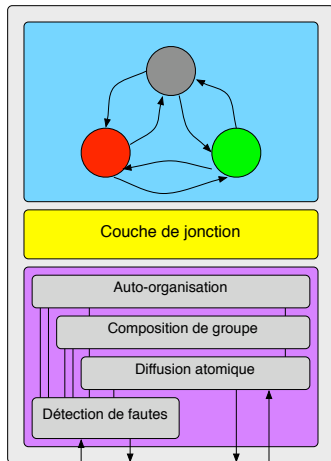 Couche de jonction
Auto-organisation
Composition de groupe
Diffusion atomique
Détection de fautes